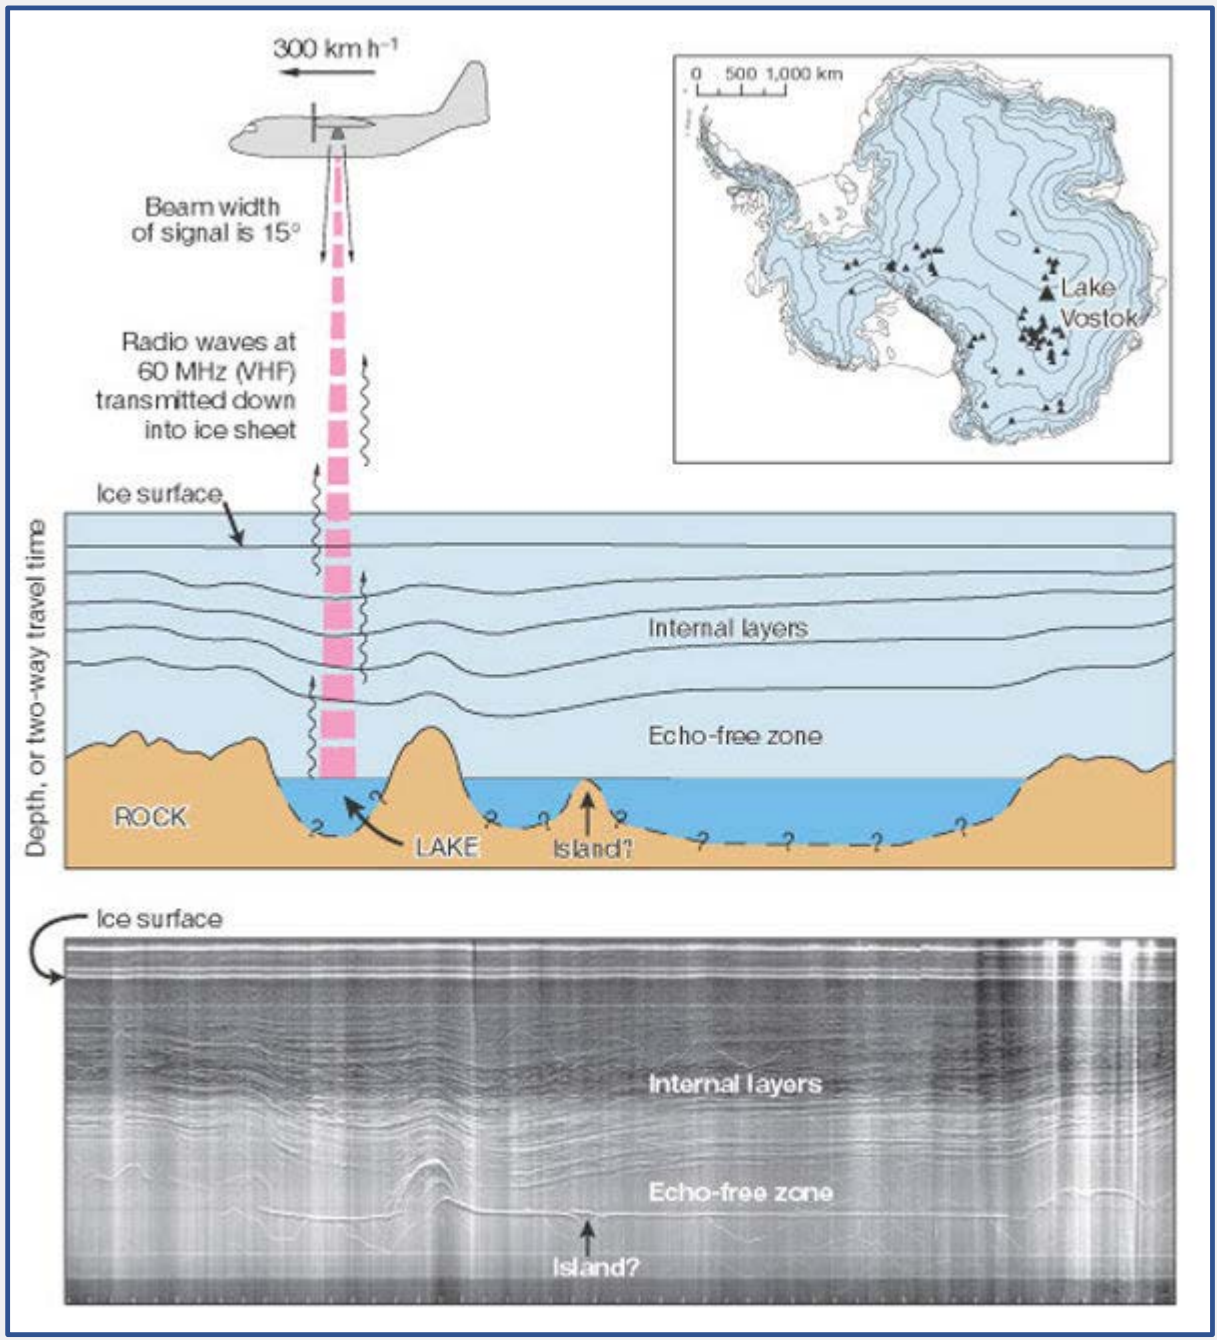 300 km h⁻¹
Beam width
of signal is 15°
Radio waves at
60 MHz (VHF)
transmitted down
into ice sheet
0 500 1,000 km
Lake
Vostok
Ice surface
Depth, or two-way travel time
Internal layers
Echo-free zone
ROCK
?
?
LAKE
?
?
Island?
?
?
?
?
?
Ice surface
Internal layers
Echo-free zone
Island?